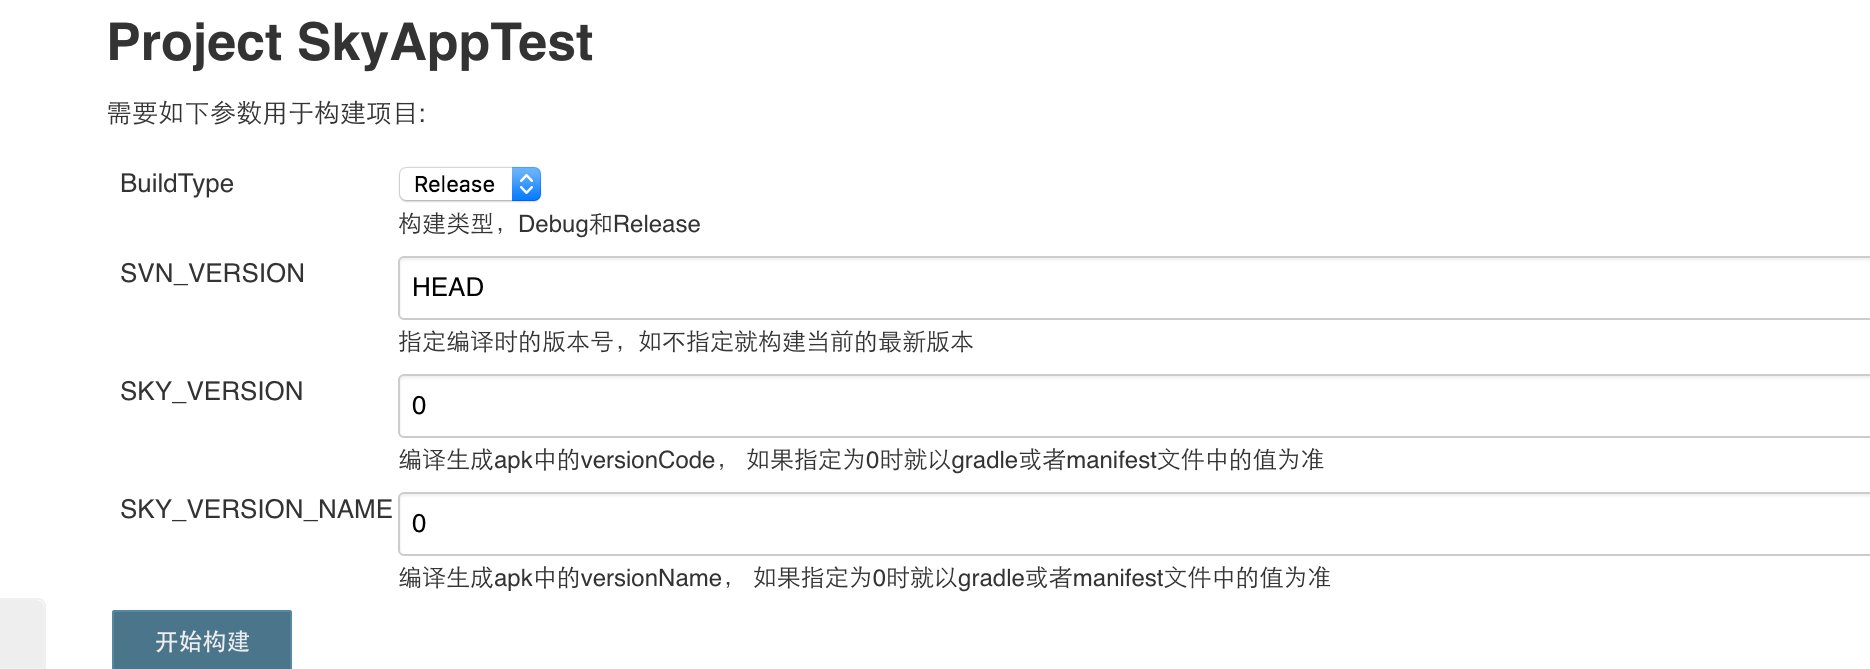 Project SkyAppTest
需要如下参数用于构建项目:
BuildType
Release
构建类型，Debug和Release
SVN_VERSION
HEAD
指定编译时的版本号，如不指定就构建当前的最新版本
SKY_VERSION
0
编译生成apk中的versionCode， 如果指定为0时就以gradle或者manifest文件中的值为准
SKY_VERSION_NAME
0
编译生成apk中的versionName， 如果指定为0时就以gradle或者manifest文件中的值为准
开始构建